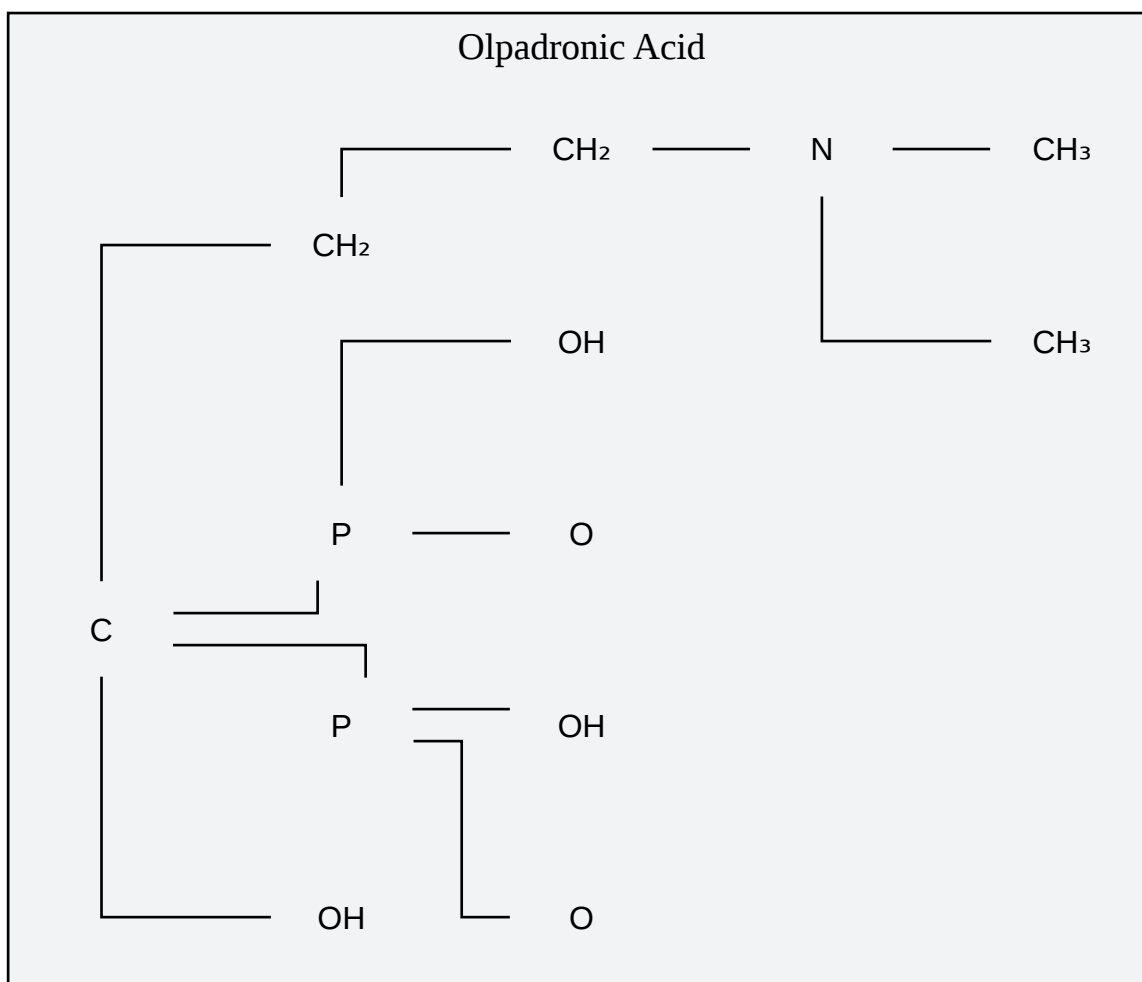 Olpadronic Acid
CH₂ N CH₃
CH₂
OH CH₃
P O
C
P OH
OH O